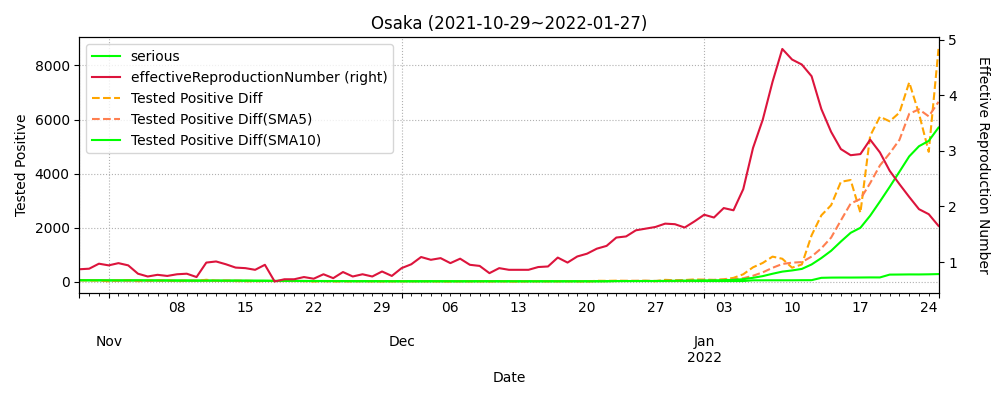 Osaka (2021-10-29~2022-01-27)
serious
effectiveReproductionNumber (right)
Tested Positive Diff
Tested Positive Diff(SMA5)
Tested Positive Diff(SMA10)
Tested Positive
8000
6000
4000
2000
0
5
4
3
2
1
Effective Reproduction Number
08 15 22 29 06 13 20 27 03 10 17 24
Nov Dec Jan
2022
Date